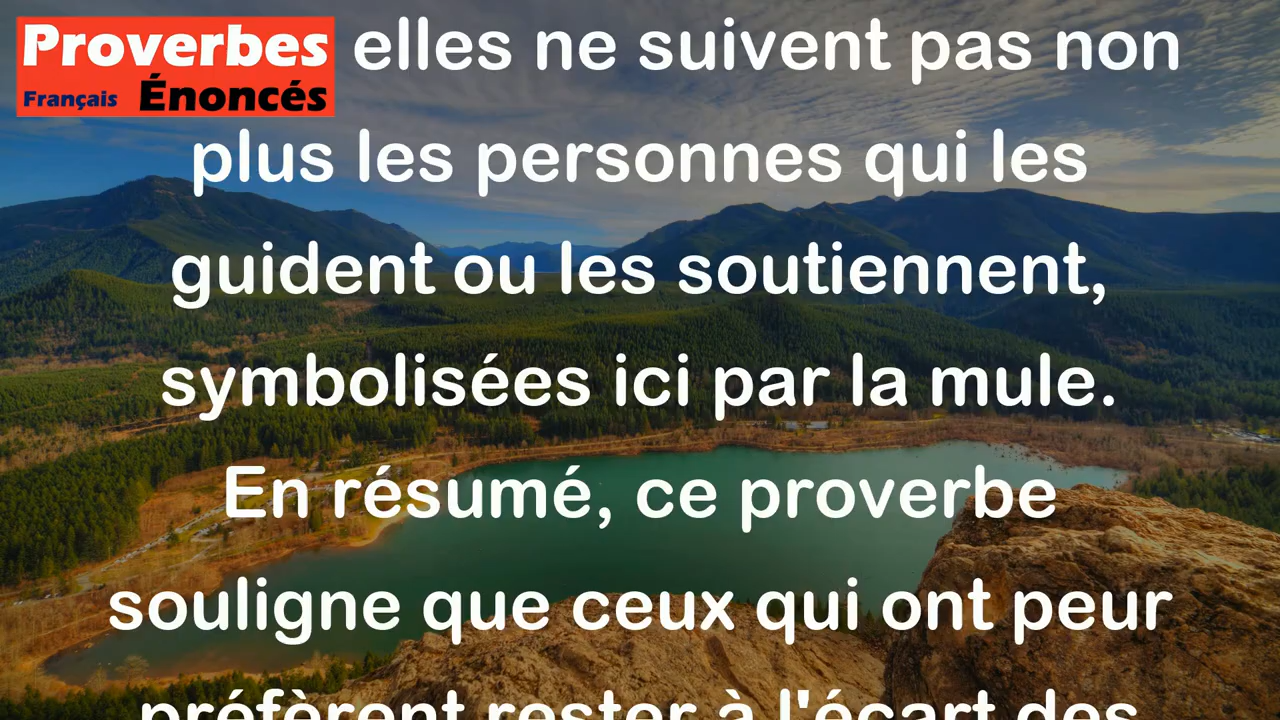 Proverbes
Français Énoncés
elles ne suivent pas non
plus les personnes qui les
guident ou les soutiennent,
symbolisées ici par la mule.
En résumé, ce proverbe
souligne que ceux qui ont peur
préfèrent rester à l'écart des